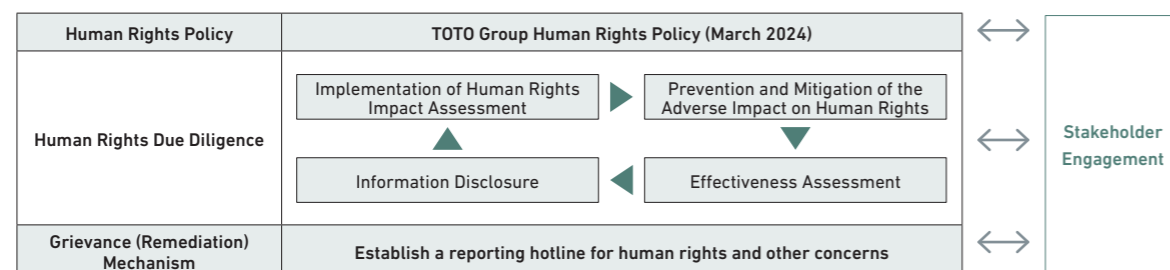 Human Rights Policy
TOTO Group Human Rights Policy (March 2024)
Human Rights Due Diligence
Implementation of Human Rights
Impact Assessment
Prevention and Mitigation of the
Adverse Impact on Human Rights
Information Disclosure
Effectiveness Assessment
Grievance (Remediation)
Mechanism
Establish a reporting hotline for human rights and other concerns
Stakeholder
Engagement